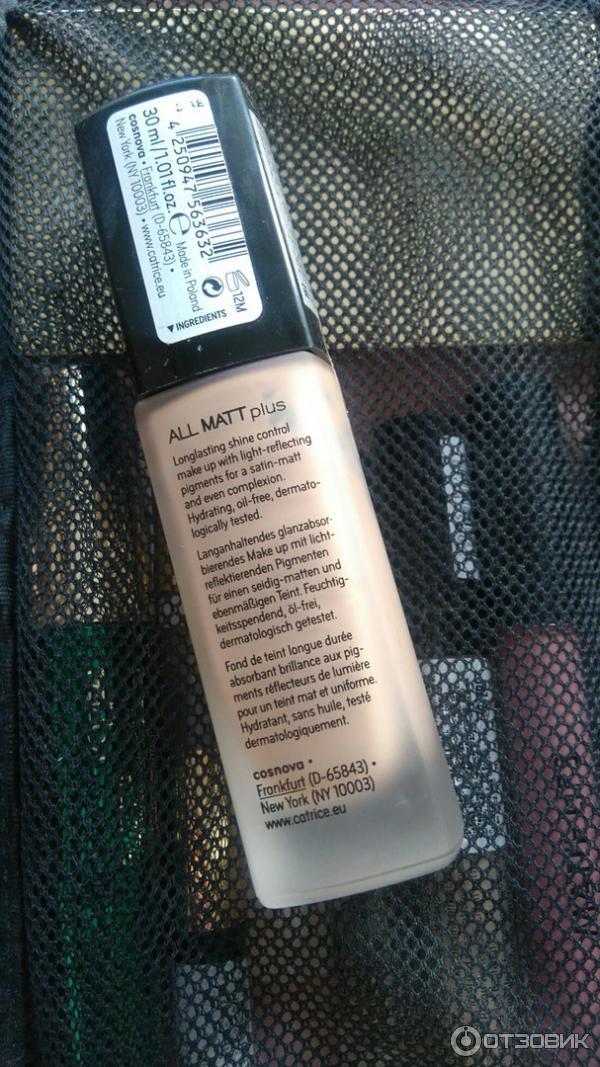 4 250947 563632
30 ml/1.01fl.oz. e
cosnova • Frankfurt (D-65843) •
New York (NY 10003) • www.catrice.eu
Made in Poland
12M
▼ INGREDIENTS
ALL MATT plus
Longlasting shine control
make up with light-reflecting
pigments for a satin-matt
and even complexion.
Hydrating, oil-free, dermato-
logically tested.
Langanhaltendes glanzabsor-
bierendes Make up mit licht-
reflektierenden Pigmenten
für einen seidig-matten und
ebenmäßigen Teint. Feuchtig-
keitsspendend, öl-frei,
dermatologisch getestet.
Fond de teint longue durée
absorbant brillance aux pig-
ments réflecteurs de lumière
pour un teint mat et uniforme.
Hydratant, sans huile, testé
dermatologiquement.
cosnova •
Frankfurt (D-65843) •
New York (NY 10003)
www.catrice.eu
ОТЗОВИК